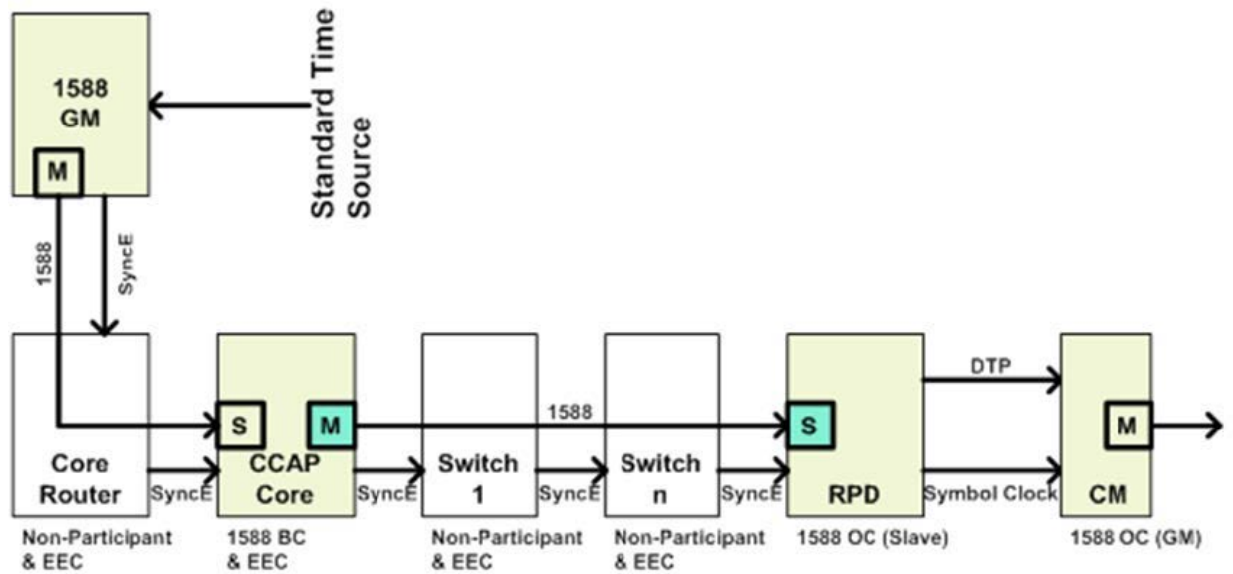 1588
GM
M
Standard Time
Source
1588
SyncE
S
M
1588
S
DTP
M
Core
Router
SyncE
CCAP
Core
SyncE
Switch
1
SyncE
Switch
n
SyncE
RPD
Symbol Clock
CM
Non-Participant
& EEC
1588 BC
& EEC
Non-Participant
& EEC
Non-Participant
& EEC
1588 OC (Slave)
1588 OC (GM)